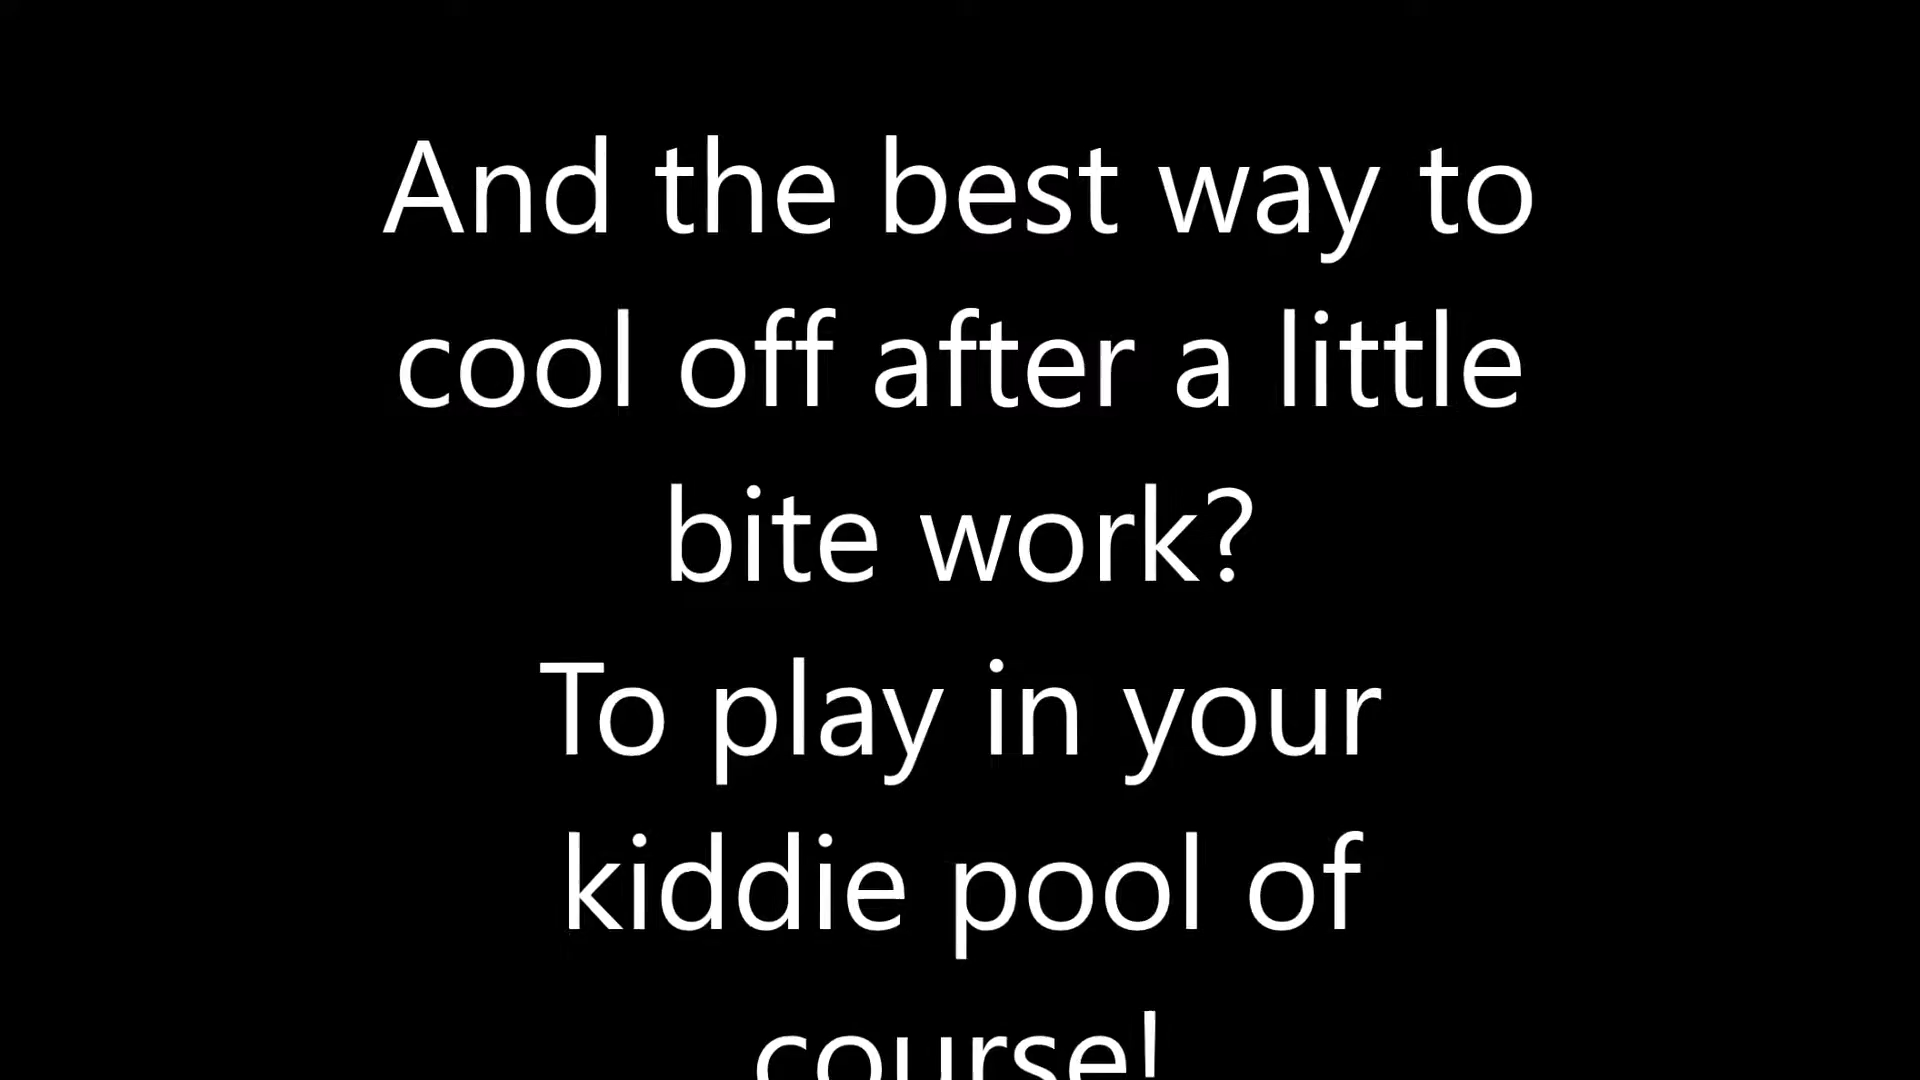 And the best way to
cool off after a little
bite work?
To play in your
kiddie pool of
course!